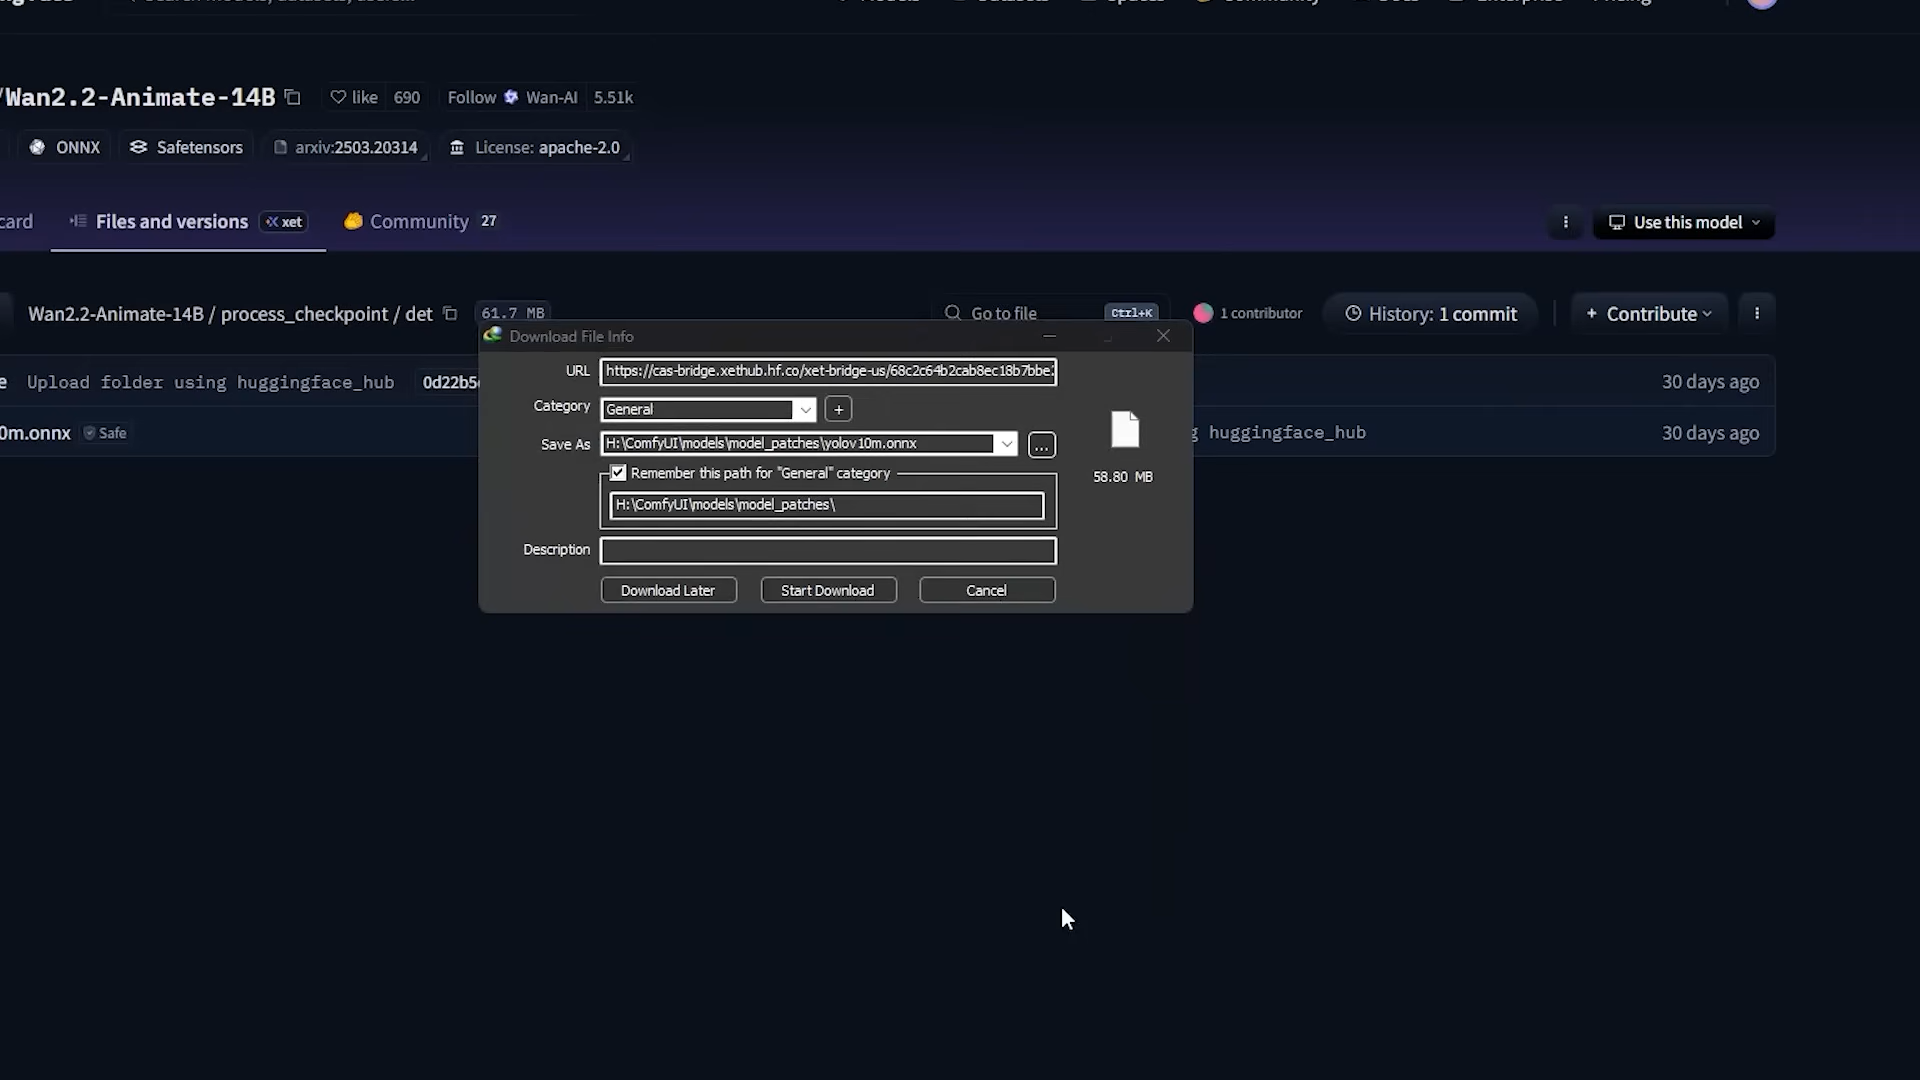 /Wan2.2-Animate-14B like 690 Follow Wan-AI 5.51k
ONNX Safetensors arxiv:2503.20314 License: apache-2.0
card Files and versions xet Community 27 Use this model
Wan2.2-Animate-14B / process_checkpoint / det 61.7 MB Go to file Ctrl+K 1 contributor History: 1 commit + Contribute
Download File Info
URL https://cas-bridge.xethub.hf.co/xet-bridge-us/68c2c64b2cab8ec18b7bbe
Upload folder using huggingface_hub 30 days ago
Category General +
0m.onnx Safe huggingface_hub 30 days ago
Save As H:\ComfyUI\models\model_patches\yolov10m.onnx ...
Remember this path for "General" category
58.80 MB
H:\ComfyUI\models\model_patches\
Description
Download Later Start Download Cancel